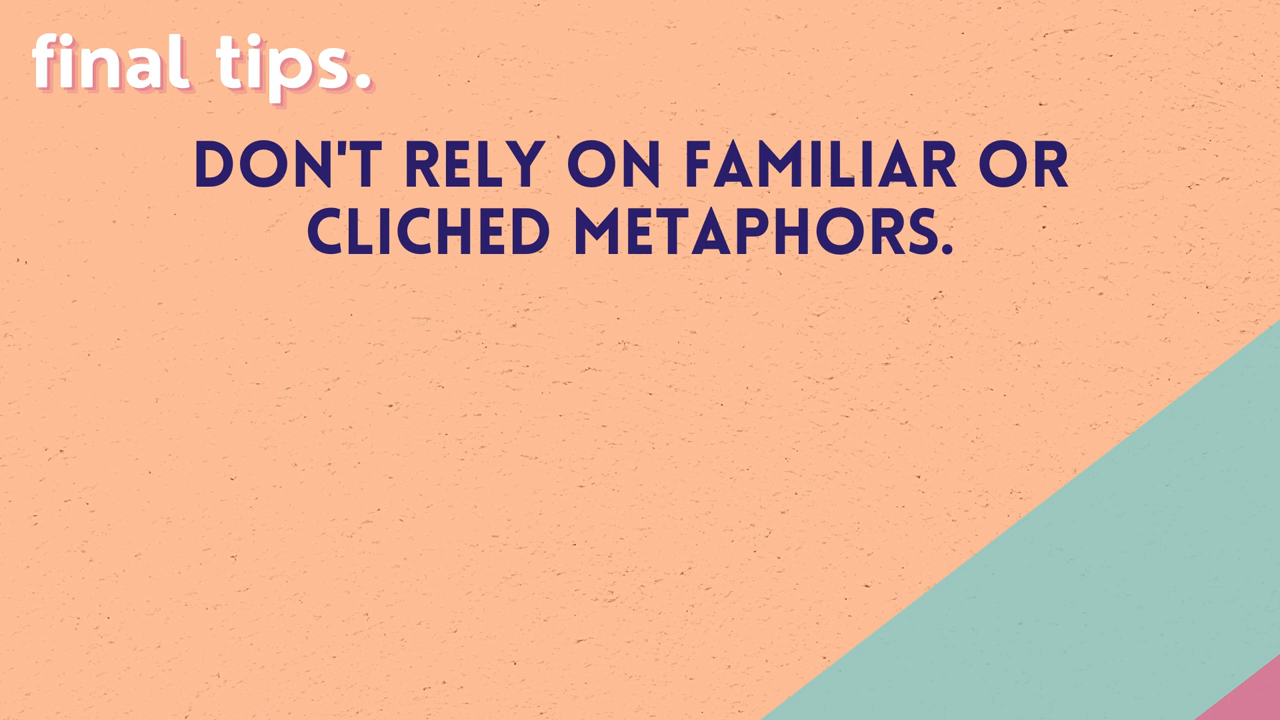 final tips.
DON'T RELY ON FAMILIAR OR
CLICHED METAPHORS.